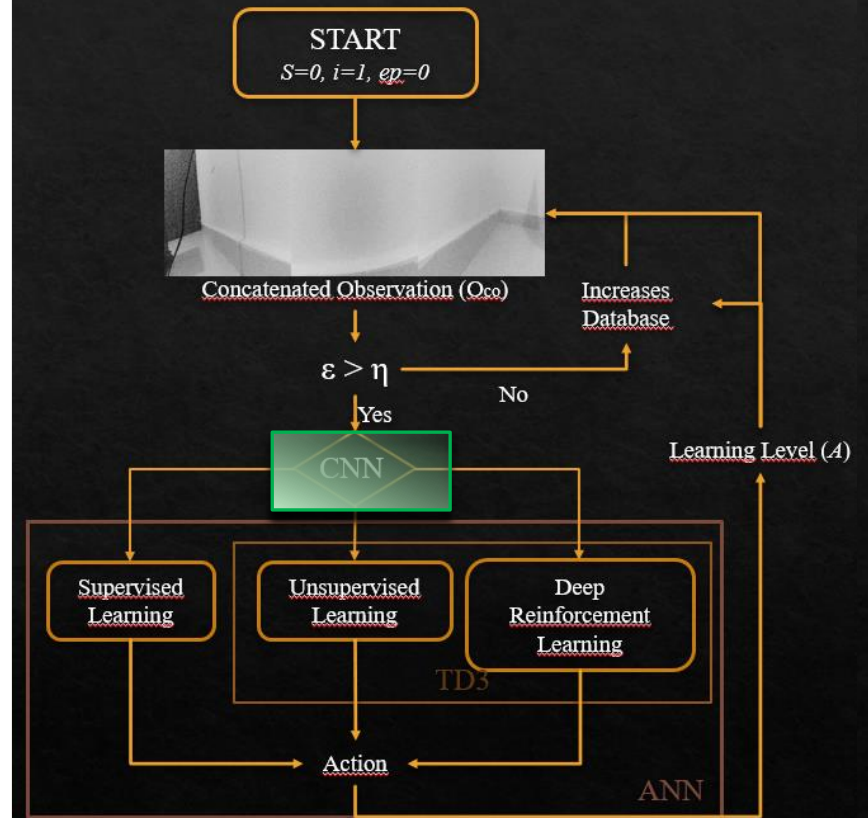 START
S=0, i=1, ep=0
Concatenated Observation (Oco)
Increases
Database
ε > η
No
Yes
Learning Level (A)
CNN
Supervised
Learning
Unsupervised
Learning
Deep
Reinforcement
Learning
TD3
Action
ANN